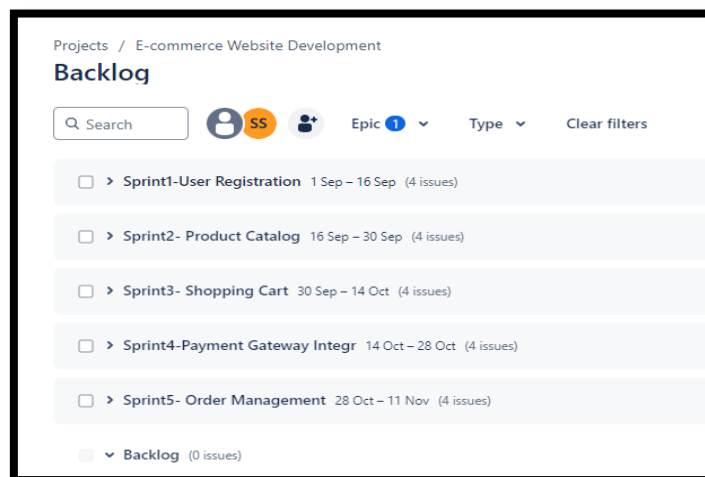 Projects / E-commerce Website Development
Backlog
Search SS Epic 1 Type Clear filters
Sprint1-User Registration 1 Sep – 16 Sep (4 issues)
Sprint2- Product Catalog 16 Sep – 30 Sep (4 issues)
Sprint3- Shopping Cart 30 Sep – 14 Oct (4 issues)
Sprint4-Payment Gateway Integr 14 Oct – 28 Oct (4 issues)
Sprint5- Order Management 28 Oct – 11 Nov (4 issues)
Backlog (0 issues)